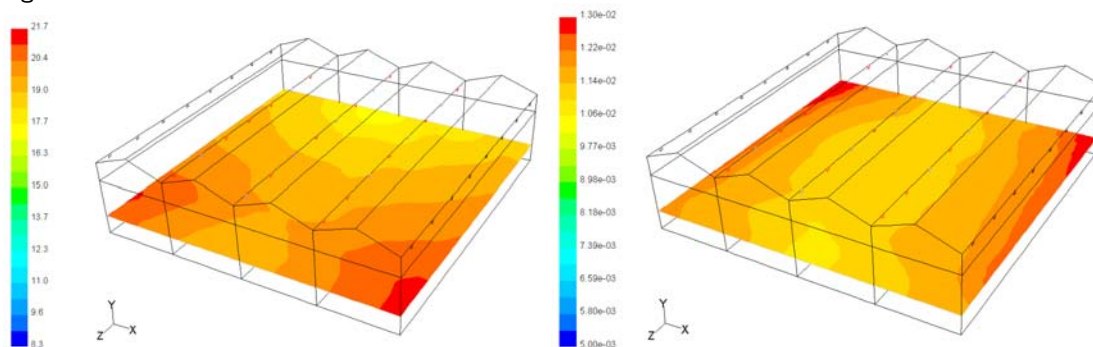 21.7
20.4
19.0
17.7
16.3
15.0
13.7
12.3
11.0
9.6
8.3
Y
Z
X
1.30e-02
1.22e-02
1.14e-02
1.06e-02
9.77e-03
8.98e-03
8.18e-03
7.39e-03
6.59e-03
5.80e-03
5.00e-03
Y
Z
X